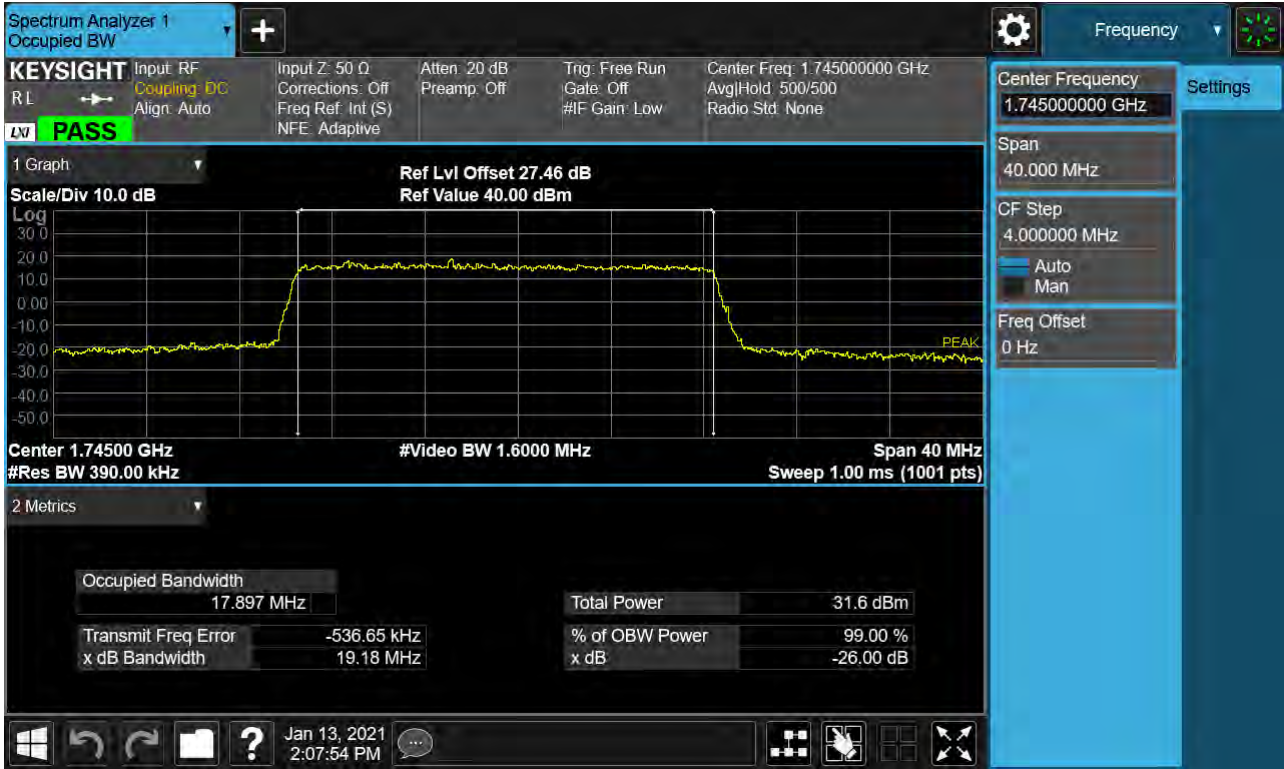 Spectrum Analyzer 1
Occupied BW
+
Frequency
KEYSIGHT
R L
LXI
PASS
Input: RF
Coupling: DC
Align: Auto
Input Z: 50 Ω
Corrections: Off
Freq Ref: Int (S)
NFE: Adaptive
Atten: 20 dB
Preamp: Off
Trig: Free Run
Gate: Off
#IF Gain: Low
Center Freq: 1.745000000 GHz
Avg|Hold: 500/500
Radio Std: None
Center Frequency
1.745000000 GHz
Settings
Span
40.000 MHz
CF Step
4.000000 MHz
Auto
Man
Freq Offset
0 Hz
1 Graph
Scale/Div 10.0 dB
Ref Lvl Offset 27.46 dB
Ref Value 40.00 dBm
Log
30.0
20.0
10.0
0.00
-10.0
-20.0
-30.0
-40.0
-50.0
PEAK
Center 1.74500 GHz
#Res BW 390.00 kHz
#Video BW 1.6000 MHz
Span 40 MHz
Sweep 1.00 ms (1001 pts)
2 Metrics
Occupied Bandwidth
17.897 MHz
Transmit Freq Error -536.65 kHz
x dB Bandwidth 19.18 MHz
Total Power 31.6 dBm
% of OBW Power 99.00 %
x dB -26.00 dB
?
Jan 13, 2021
2:07:54 PM